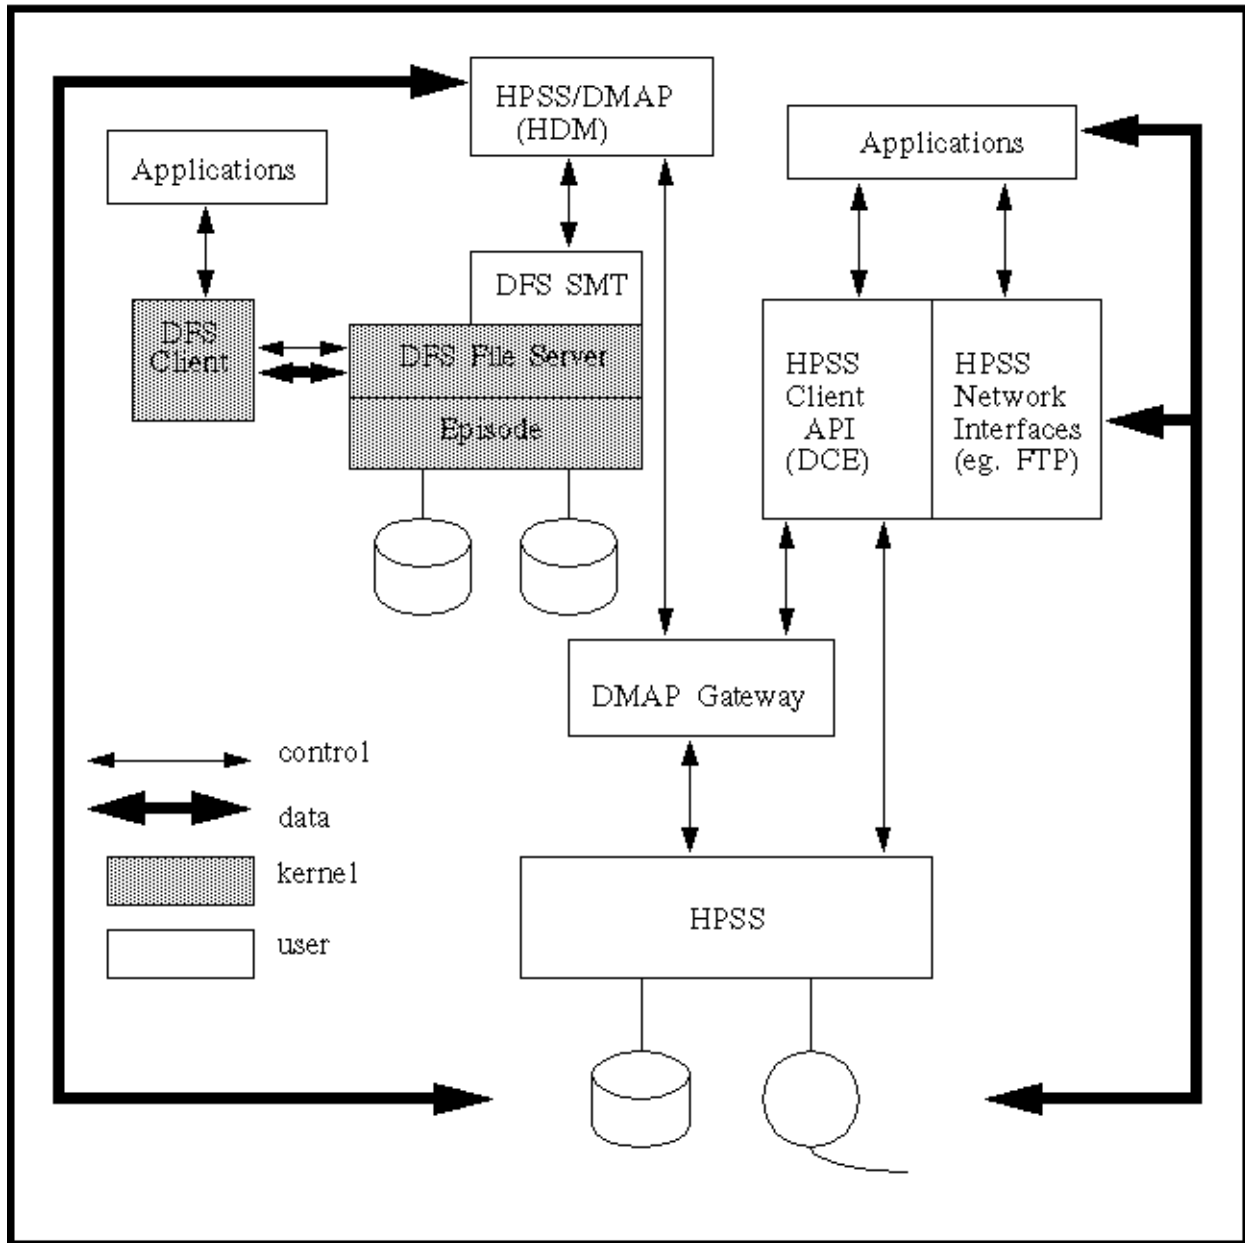 HPSS/DMAP
(HDM)
Applications
Applications
DFS SMT
DFS
Client
DFS File Server
Episode
HPSS
Client
API
(DCE)
HPSS
Network
Interfaces
(eg. FTP)
DMAP Gateway
control
data
kernel
user
HPSS